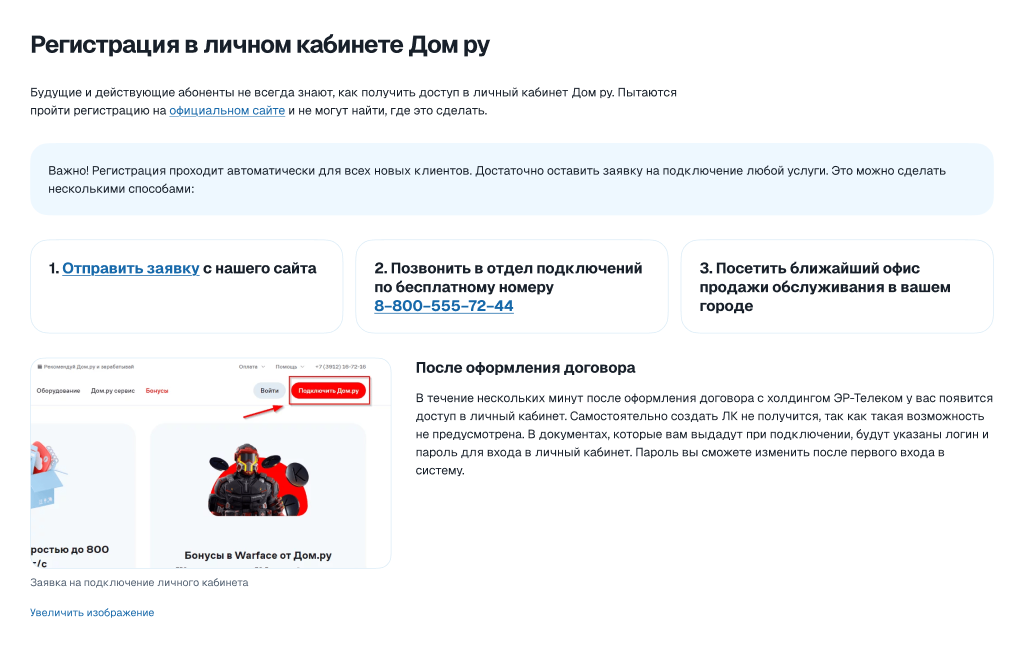 Регистрация в личном кабинете Дом ру
Будущие и действующие абоненты не всегда знают, как получить доступ в личный кабинет Дом ру. Пытаются
пройти регистрацию на официальном сайте и не могут найти, где это сделать.
Важно! Регистрация проходит автоматически для всех новых клиентов. Достаточно оставить заявку на подключение любой услуги. Это можно сделать
несколькими способами:
1. Отправить заявку с нашего сайта
2. Позвонить в отдел подключений
по бесплатному номеру
8-800-555-72-44
3. Посетить ближайший офис
продажи обслуживания в вашем
городе
Рекомендуй Дом.ру и зарабатывай
Оплата
Помощь
+7 (3912) 16-72-16
Оборудование
Дом.ру сервис
Бонусы
Войти
Подключить Дом.ру
ростью до 800
-/с
Бонусы в Warface от Дом.ру
Заявка на подключение личного кабинета
Увеличить изображение
После оформления договора
В течение нескольких минут после оформления договора с холдингом ЭР-Телеком у вас появится
доступ в личный кабинет. Самостоятельно создать ЛК не получится, так как такая возможность
не предусмотрена. В документах, которые вам выдадут при подключении, будут указаны логин и
пароль для входа в личный кабинет. Пароль вы сможете изменить после первого входа в
систему.